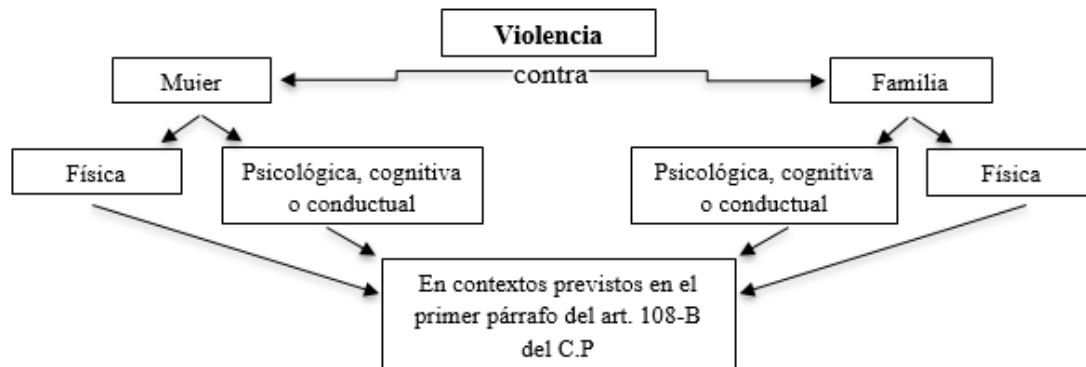 Violencia
contra
Mujer
Familia
Física
Psicológica, cognitiva
o conductual
Psicológica, cognitiva
o conductual
Física
En contextos previstos en el
primer párrafo del art. 108-B
del C.P